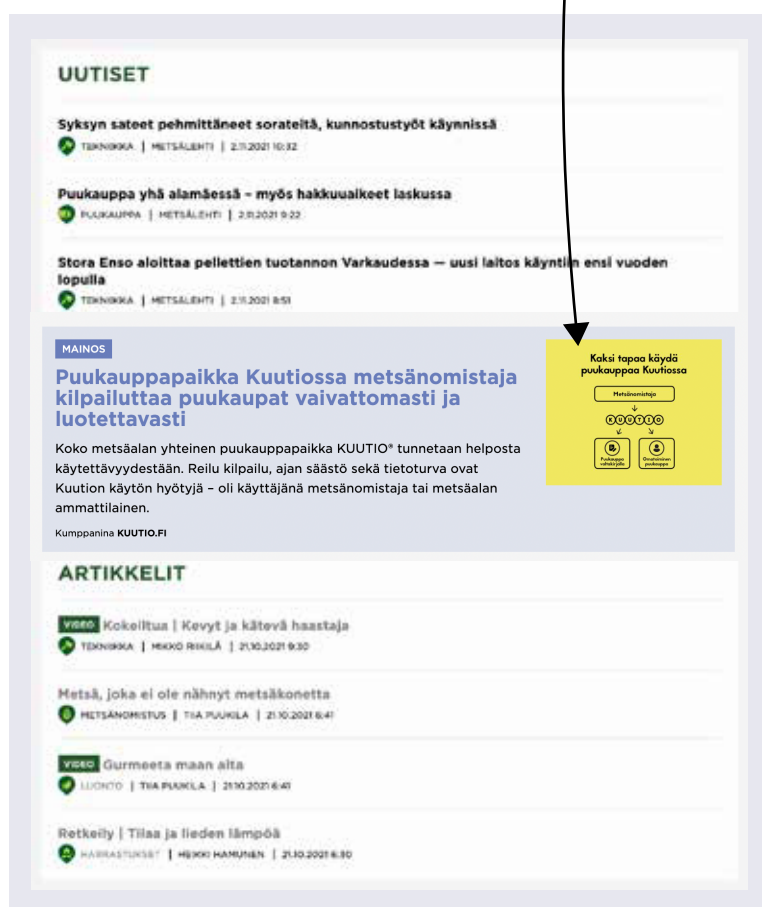 UUTISET
Syksyn sateet pehmittäneet sorateitä, kunnostustyöt käynnissä
TEKNIIKKA | METSÄLEHTI | 2.11.2021 10:32
Puukauppa yhä alamäessä – myös hakkuuaikeet laskussa
PUUKAUPPA | METSÄLEHTI | 2.11.2021 9:22
Stora Enso aloittaa pellettien tuotannon Varkaudessa — uusi laitos käyntiin ensi vuoden
lopulla
TEKNIIKKA | METSÄLEHTI | 2.11.2021 8:51
MAINOS
Puukauppapaikka Kuutiossa metsänomistaja
kilpailuttaa puukaupat vaivattomasti ja
luotettavasti
Koko metsäalan yhteinen puukauppapaikka KUUTIO® tunnetaan helposta
käytettävyydestään. Reilu kilpailu, ajan säästö sekä tietoturva ovat
Kuution käytön hyötyjä – oli käyttäjänä metsänomistaja tai metsäalan
ammattilainen.
Kumppanina KUUTIO.FI
Kaksi tapaa käydä
puukauppaa Kuutiossa
Metsänomistaja
KUUTIO
Puukauppa
valtakirjalla
Omatoiminen
puukauppa
ARTIKKELIT
VIDEO Kokeiltua | Kevyt ja kätevä haastaja
TEKNIIKKA | MIKKO RIIKILÄ | 21.10.2021 9:30
Metsä, joka ei ole nähnyt metsäkonetta
METSÄNOMISTUS | TIIA PUUKILA | 21.10.2021 6:41
VIDEO Gurmeeta maan alta
LUONTO | TIIA PUUKILA | 21.10.2021 6:41
Retkeily | Tilaa ja lieden lämpöä
HARRASTUKSET | HEIKKI HAMUNEN | 21.10.2021 6:30